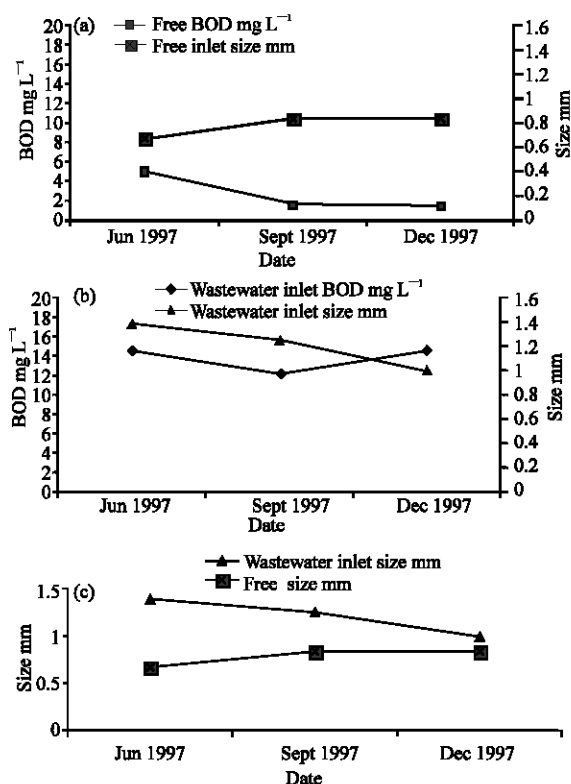 (a)
Free BOD mg L⁻¹
Free inlet size mm
BOD mg L⁻¹
20
18
16
14
12
10
8
6
4
2
0
1.6
1.4
1.2
1
0.8
0.6
0.4
0.2
0
Size mm
Jun 1997 Sept 1997 Dec 1997
Date
(b)
Wastewater inlet BOD mg L⁻¹
Wastewater inlet size mm
BOD mg L⁻¹
20
18
16
14
12
10
8
6
4
2
0
1.6
1.4
1.2
1
0.8
0.6
0.4
0.2
0
Size mm
Jun 1997 Sept 1997 Dec 1997
Date
(c)
Wastewater inlet size mm
Free size mm
Size mm
1.5
1
0.5
0
Jun 1997 Sept 1997 Dec 1997
Date